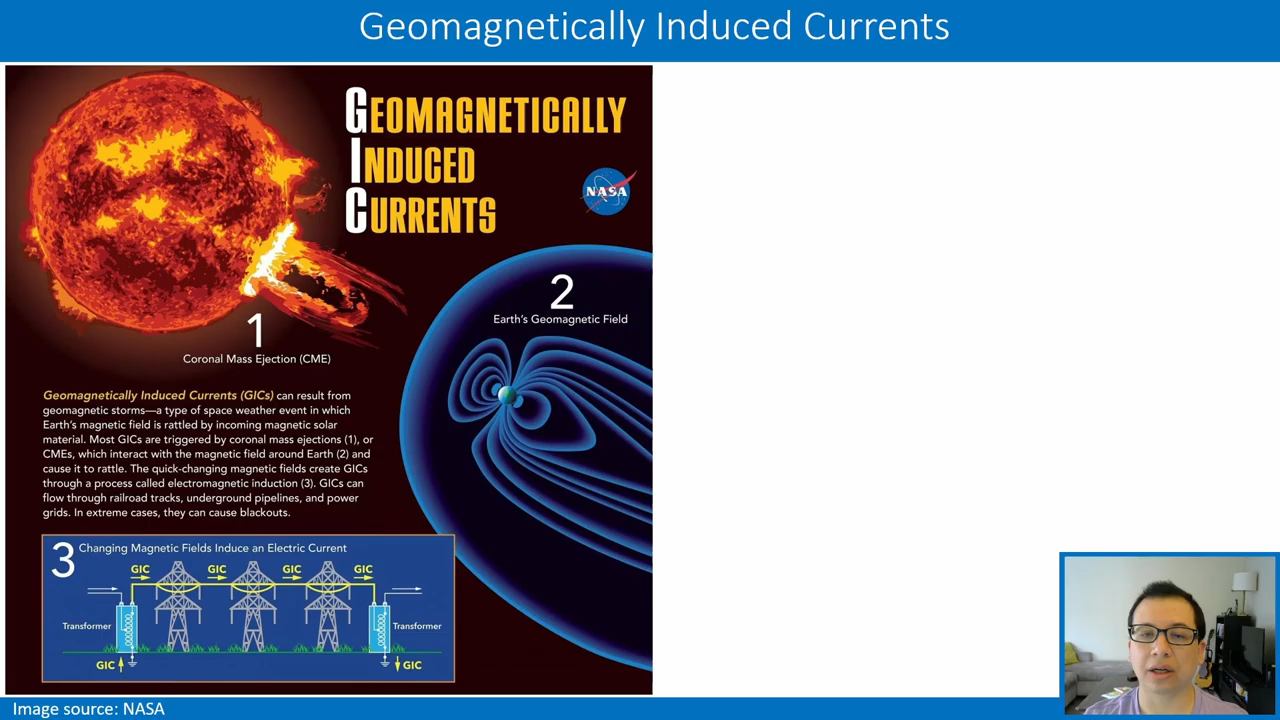 Geomagnetically Induced Currents
GEOMAGNETICALLY
INDUCED
CURRENTS
NASA
1
Coronal Mass Ejection (CME)
2
Earth's Geomagnetic Field
Geomagnetically Induced Currents (GICs) can result from
geomagnetic storms—a type of space weather event in which
Earth's magnetic field is rattled by incoming magnetic solar
material. Most GICs are triggered by coronal mass ejections (1), or
CMEs, which interact with the magnetic field around Earth (2) and
cause it to rattle. The quick-changing magnetic fields create GICs
through a process called electromagnetic induction (3). GICs can
flow through railroad tracks, underground pipelines, and power
grids. In extreme cases, they can cause blackouts.
3 Changing Magnetic Fields Induce an Electric Current
GIC GIC GIC GIC
Transformer Transformer
GIC GIC
Image source: NASA